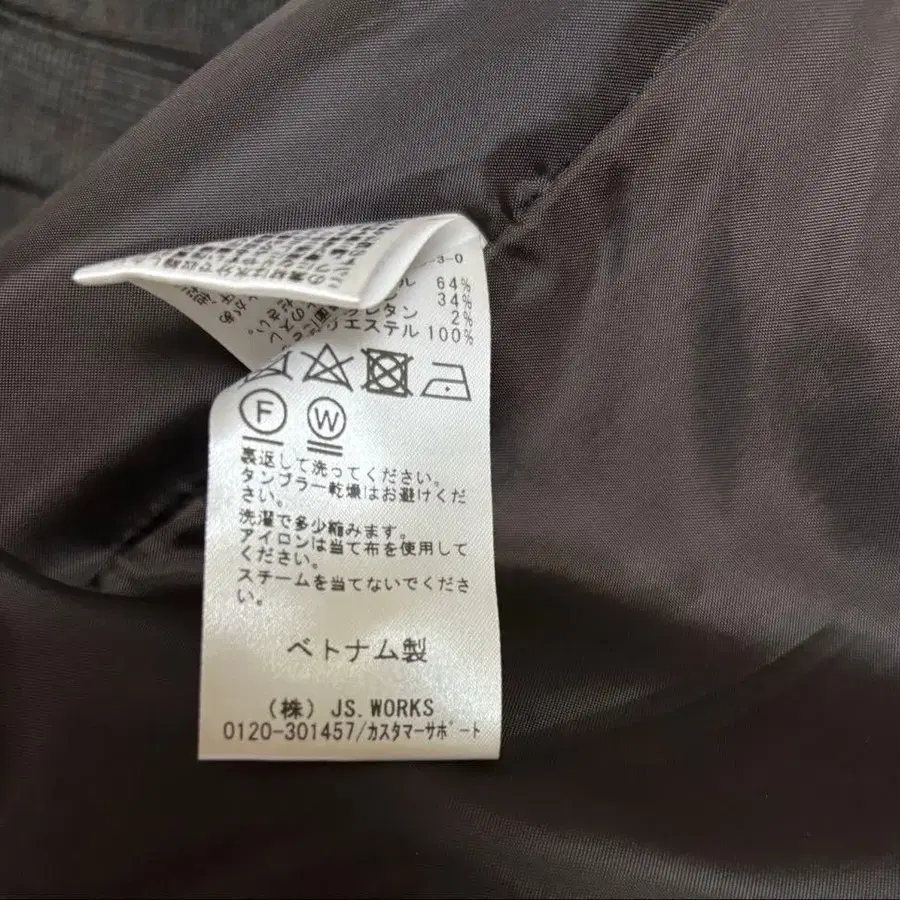 -3-0
ル 64%
ン 34%
レタン 2%
リエステル 100%
F W
裏返して洗ってください。
タンブラー乾燥はお避けくだ
さい。
洗濯で多少縮みます。
アイロンは当て布を使用して
ください。
スチームを当てないでくださ
い。
ベトナム製
(株) JS.WORKS
0120-301457/カスタマーサポート